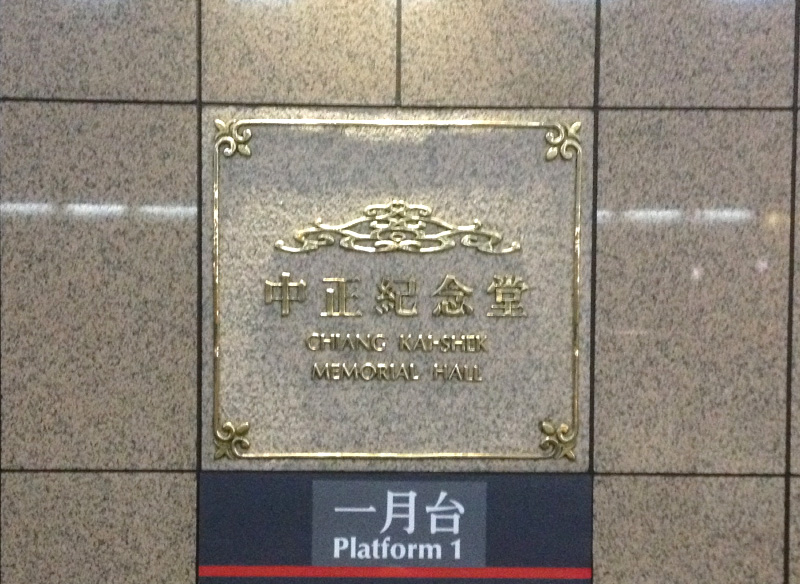 中正紀念堂
CHIANG KAI-SHEK
MEMORIAL HALL
一月台
Platform 1